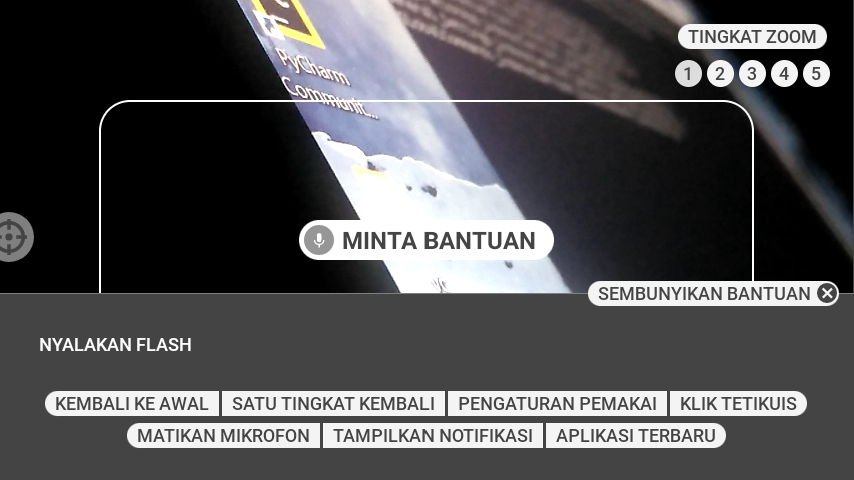 PyCharm
Communit...
TINGKAT ZOOM
1 2 3 4 5
MINTA BANTUAN
SEMBUNYIKAN BANTUAN
NYALAKAN FLASH
KEMBALI KE AWAL SATU TINGKAT KEMBALI PENGATURAN PEMAKAI KLIK TETIKUIS
MATIKAN MIKROFON TAMPILKAN NOTIFIKASI APLIKASI TERBARU